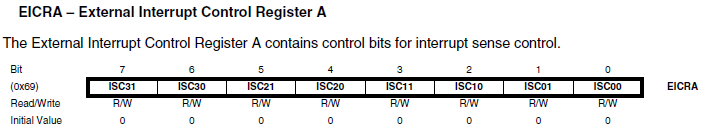 EICRA – External Interrupt Control Register A
The External Interrupt Control Register A contains control bits for interrupt sense control.
Bit 7 6 5 4 3 2 1 0
(0x69) ISC31 ISC30 ISC21 ISC20 ISC11 ISC10 ISC01 ISC00 EICRA
Read/Write R/W R/W R/W R/W R/W R/W R/W R/W
Initial Value 0 0 0 0 0 0 0 0